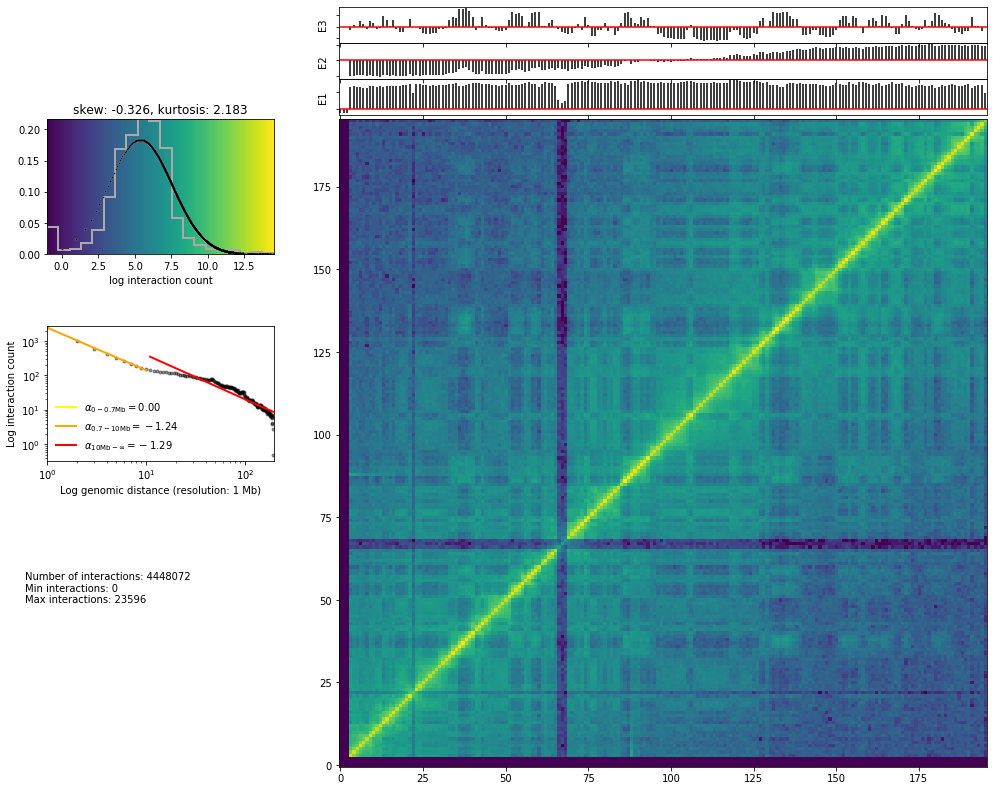 E3
E2
E1
skew: -0.326, kurtosis: 2.183
0.20
0.15
0.10
0.05
0.00
0.0 2.5 5.0 7.5 10.0 12.5
log interaction count
Log interaction count
10³
10²
10¹
10⁰
α0−0.7Mb = 0.00
α0.7−10Mb = −1.24
α10Mb−∞ = −1.29
10⁰ 10¹ 10²
Log genomic distance (resolution: 1 Mb)
Number of interactions: 4448072
Min interactions: 0
Max interactions: 23596
175
150
125
100
75
50
25
0
0 25 50 75 100 125 150 175